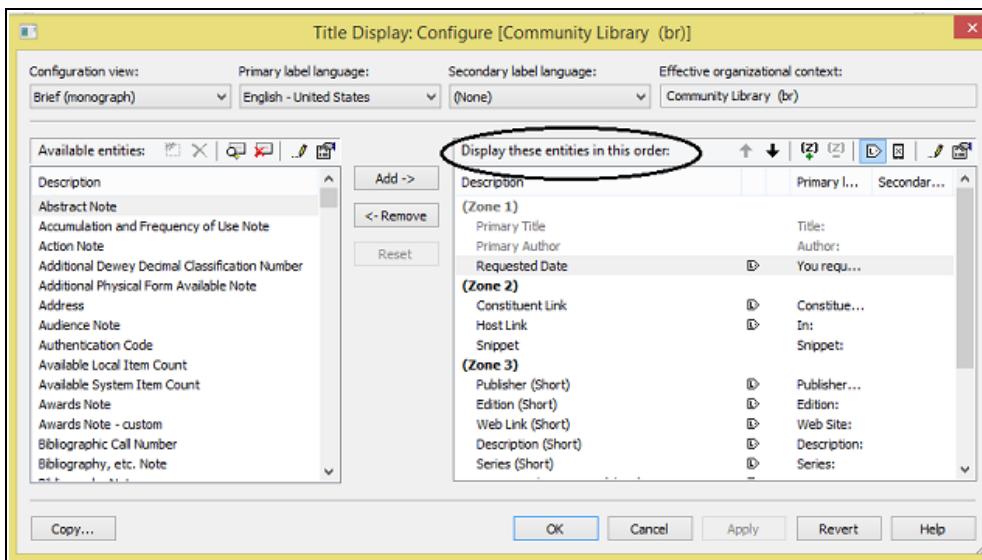 Title Display: Configure [Community Library (br)]
Configuration view: Primary label language: Secondary label language: Effective organizational context:
Brief (monograph) English - United States (None) Community Library (br)
Available entities: Display these entities in this order:
Description Add -> Description Primary l... Secondar...
Abstract Note (Zone 1)
Accumulation and Frequency of Use Note <- Remove Primary Title Title:
Action Note Reset Primary Author Author:
Additional Dewey Decimal Classification Number Requested Date You requ...
Additional Physical Form Available Note (Zone 2)
Address Constituent Link Constitue...
Audience Note Host Link In:
Authentication Code Snippet Snippet:
Available Local Item Count (Zone 3)
Available System Item Count Publisher (Short) Publisher...
Awards Note Edition (Short) Edition:
Awards Note - custom Web Link (Short) Web Site:
Bibliographic Call Number Description (Short) Description:
Bibliography, etc. Note Series (Short) Series:
Copy... OK Cancel Apply Revert Help